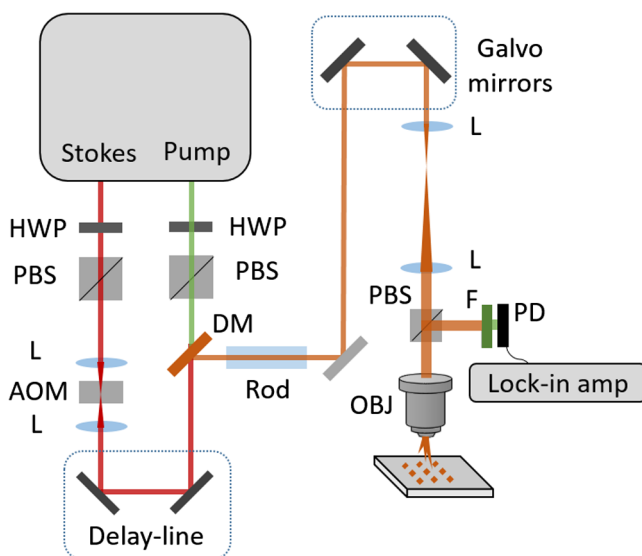 Stokes Pump
HWP HWP
PBS PBS
DM
L
AOM
L
Rod
Delay-line
Galvo
mirrors
L
L
PBS
F
PD
Lock-in amp
OBJ